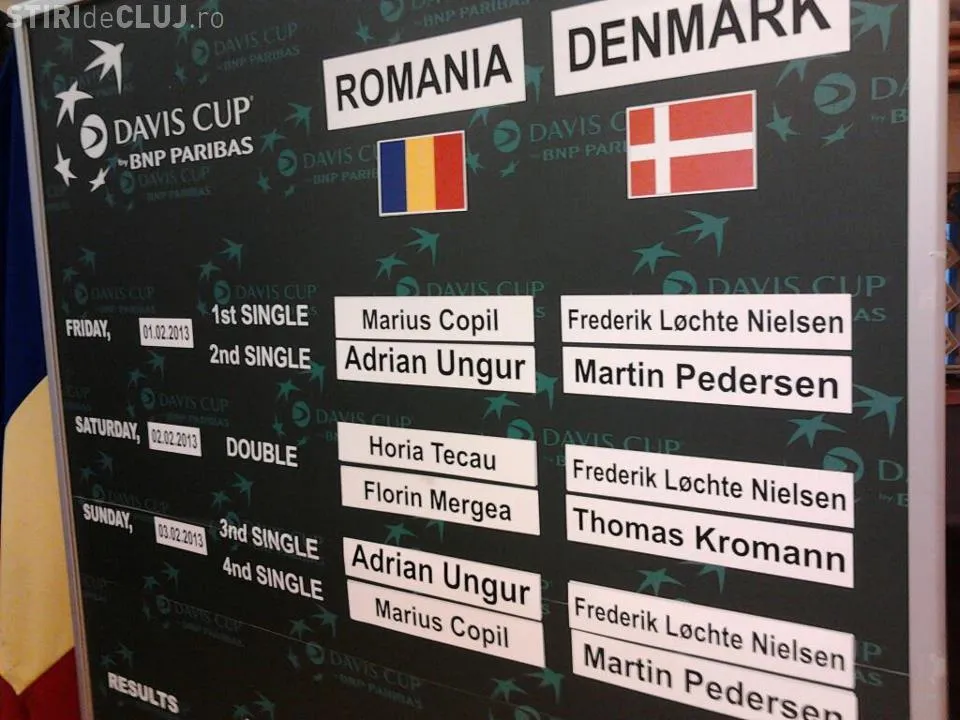 STIRIdeCLUJ.ro
DAVIS CUP
by BNP PARIBAS
ROMANIA
DENMARK
FRIDAY,
01.02.2013
1st SINGLE
Marius Copil
Frederik Løchte Nielsen
2nd SINGLE
Adrian Ungur
Martin Pedersen
SATURDAY,
02.02.2013
DOUBLE
Horia Tecau
Frederik Løchte Nielsen
Florin Mergea
Thomas Kromann
SUNDAY,
03.02.2013
3nd SINGLE
Adrian Ungur
Frederik Løchte Nielsen
4nd SINGLE
Marius Copil
Martin Pedersen
RESULTS